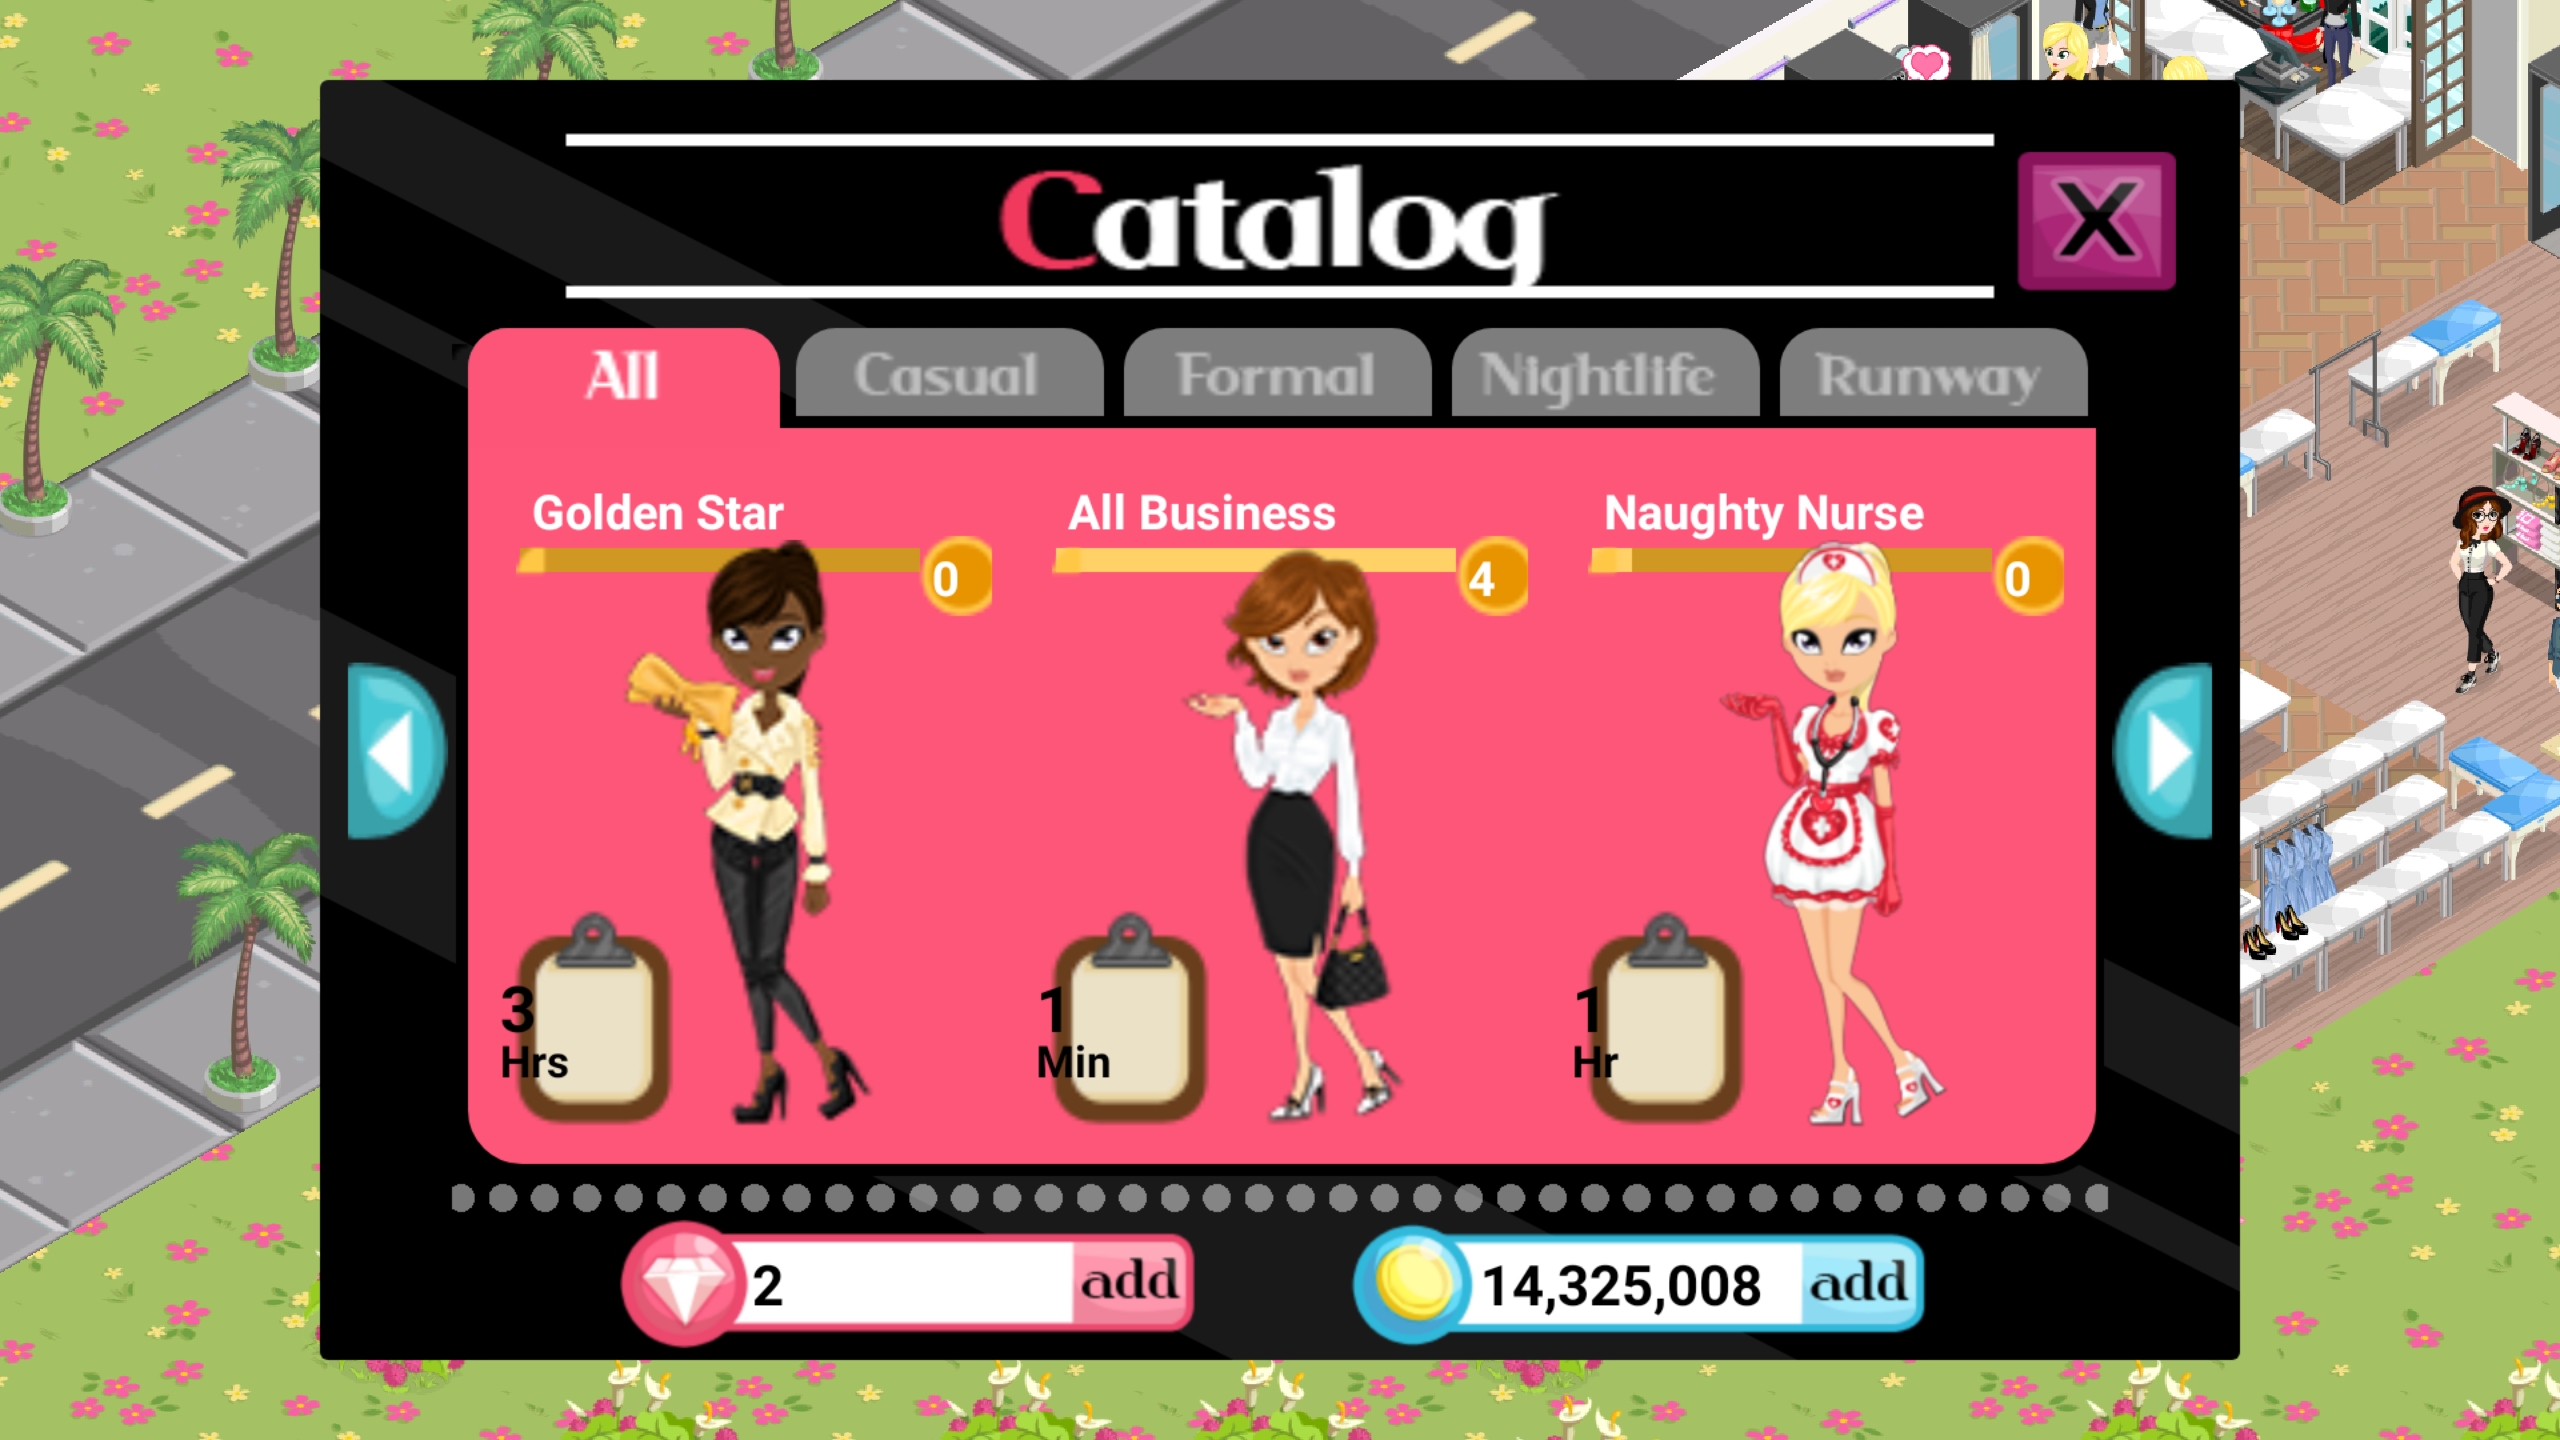 Catalog
X
All
Casual
Formal
Nightlife
Runway
Golden Star
0
All Business
4
Naughty Nurse
0
3
Hrs
1
Min
1
Hr
2
add
14,325,008
add